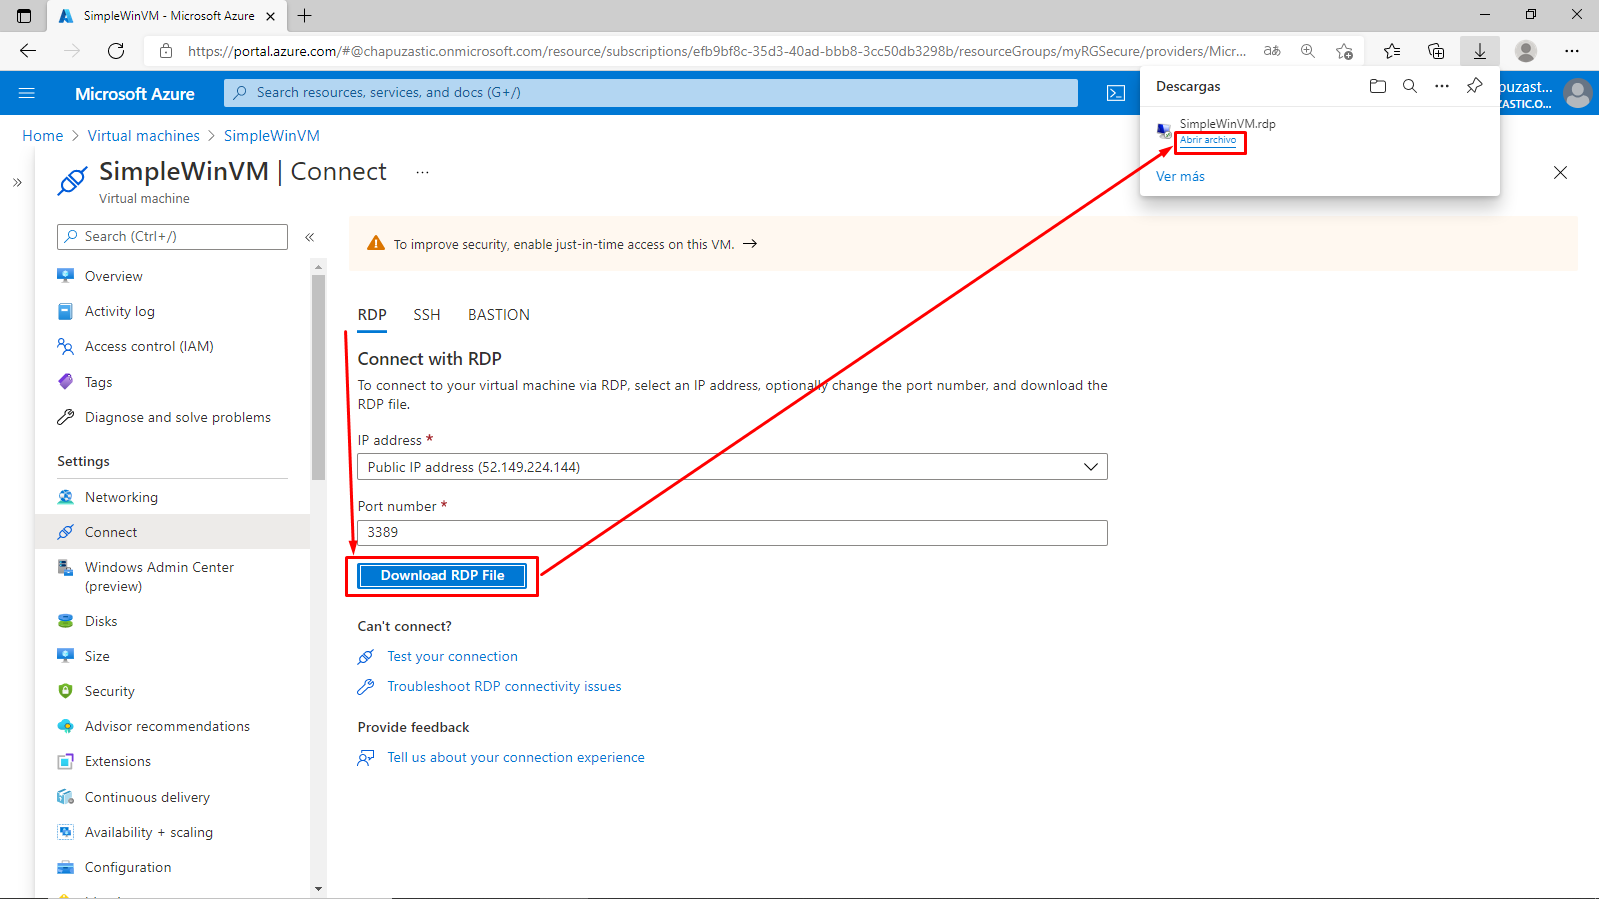 SimpleWinVM - Microsoft Azure
https://portal.azure.com/#@chapuzastic.onmicrosoft.com/resource/subscriptions/efb9bf8c-35d3-40ad-bbb8-3cc50db3298b/resourceGroups/myRGSecure/providers/Micr...
Microsoft Azure
Search resources, services, and docs (G+/)
ouzast...
ZASTIC.O...
Descargas
SimpleWinVM.rdp
Abrir archivo
Ver más
Home > Virtual machines > SimpleWinVM
SimpleWinVM | Connect ...
Virtual machine
Search (Ctrl+/)
Overview
Activity log
Access control (IAM)
Tags
Diagnose and solve problems
Settings
Networking
Connect
Windows Admin Center
(preview)
Disks
Size
Security
Advisor recommendations
Extensions
Continuous delivery
Availability + scaling
Configuration
To improve security, enable just-in-time access on this VM. →
RDP SSH BASTION
Connect with RDP
To connect to your virtual machine via RDP, select an IP address, optionally change the port number, and download the
RDP file.
IP address *
Public IP address (52.149.224.144)
Port number *
3389
Download RDP File
Can't connect?
Test your connection
Troubleshoot RDP connectivity issues
Provide feedback
Tell us about your connection experience